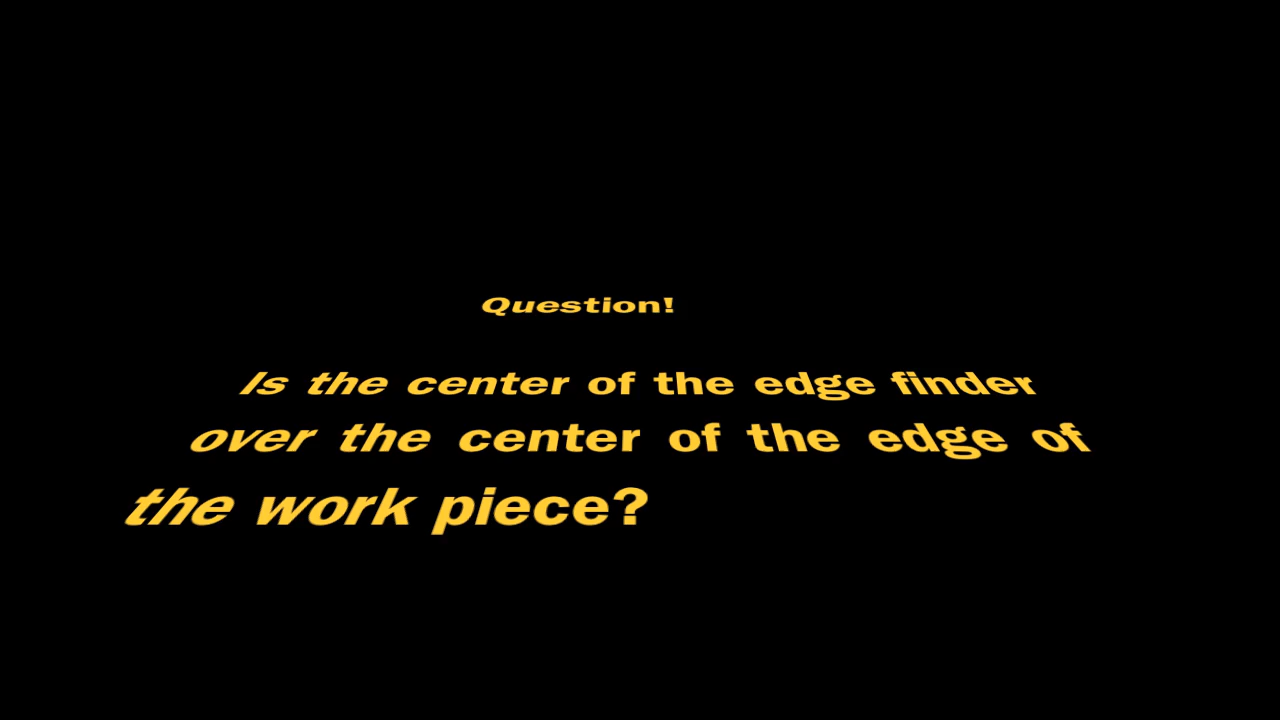 Question!
Is the center of the edge finder
over the center of the edge of
the work piece?